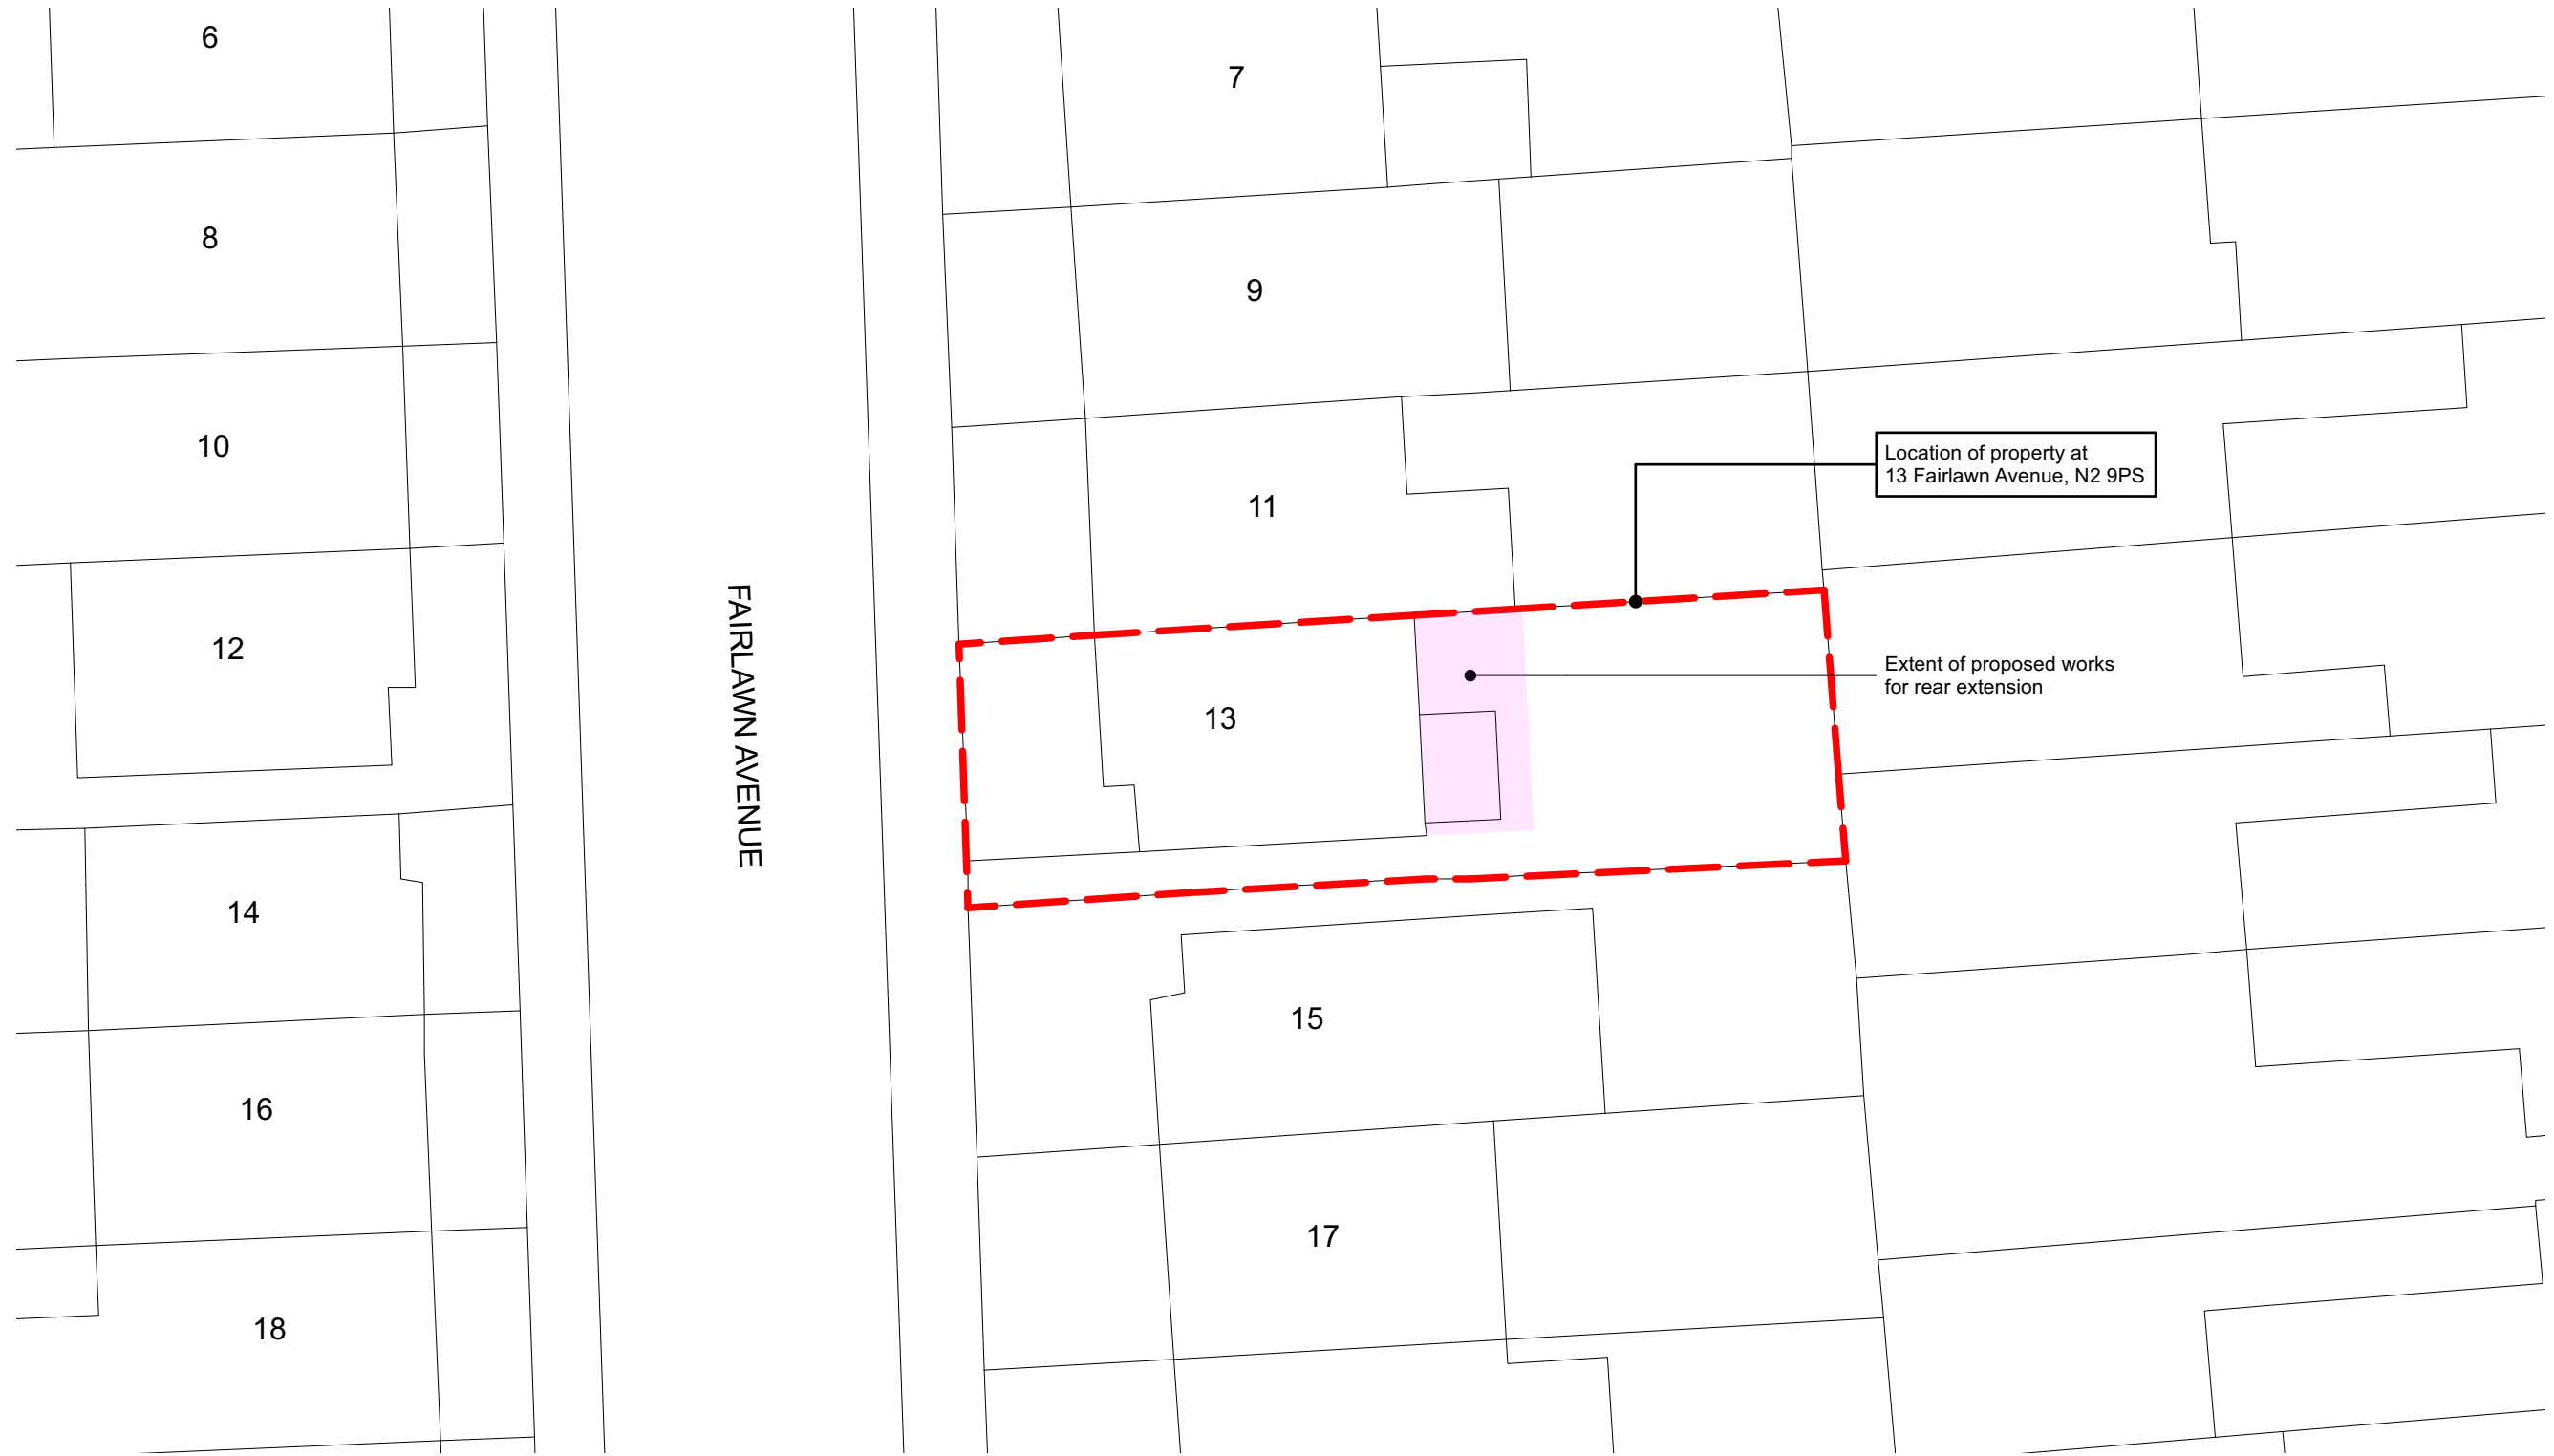 6
7
8
9
10
11
Location of property at
13 Fairlawn Avenue, N2 9PS
12
FAIRLAWN AVENUE
13
Extent of proposed works
for rear extension
14
15
16
17
18